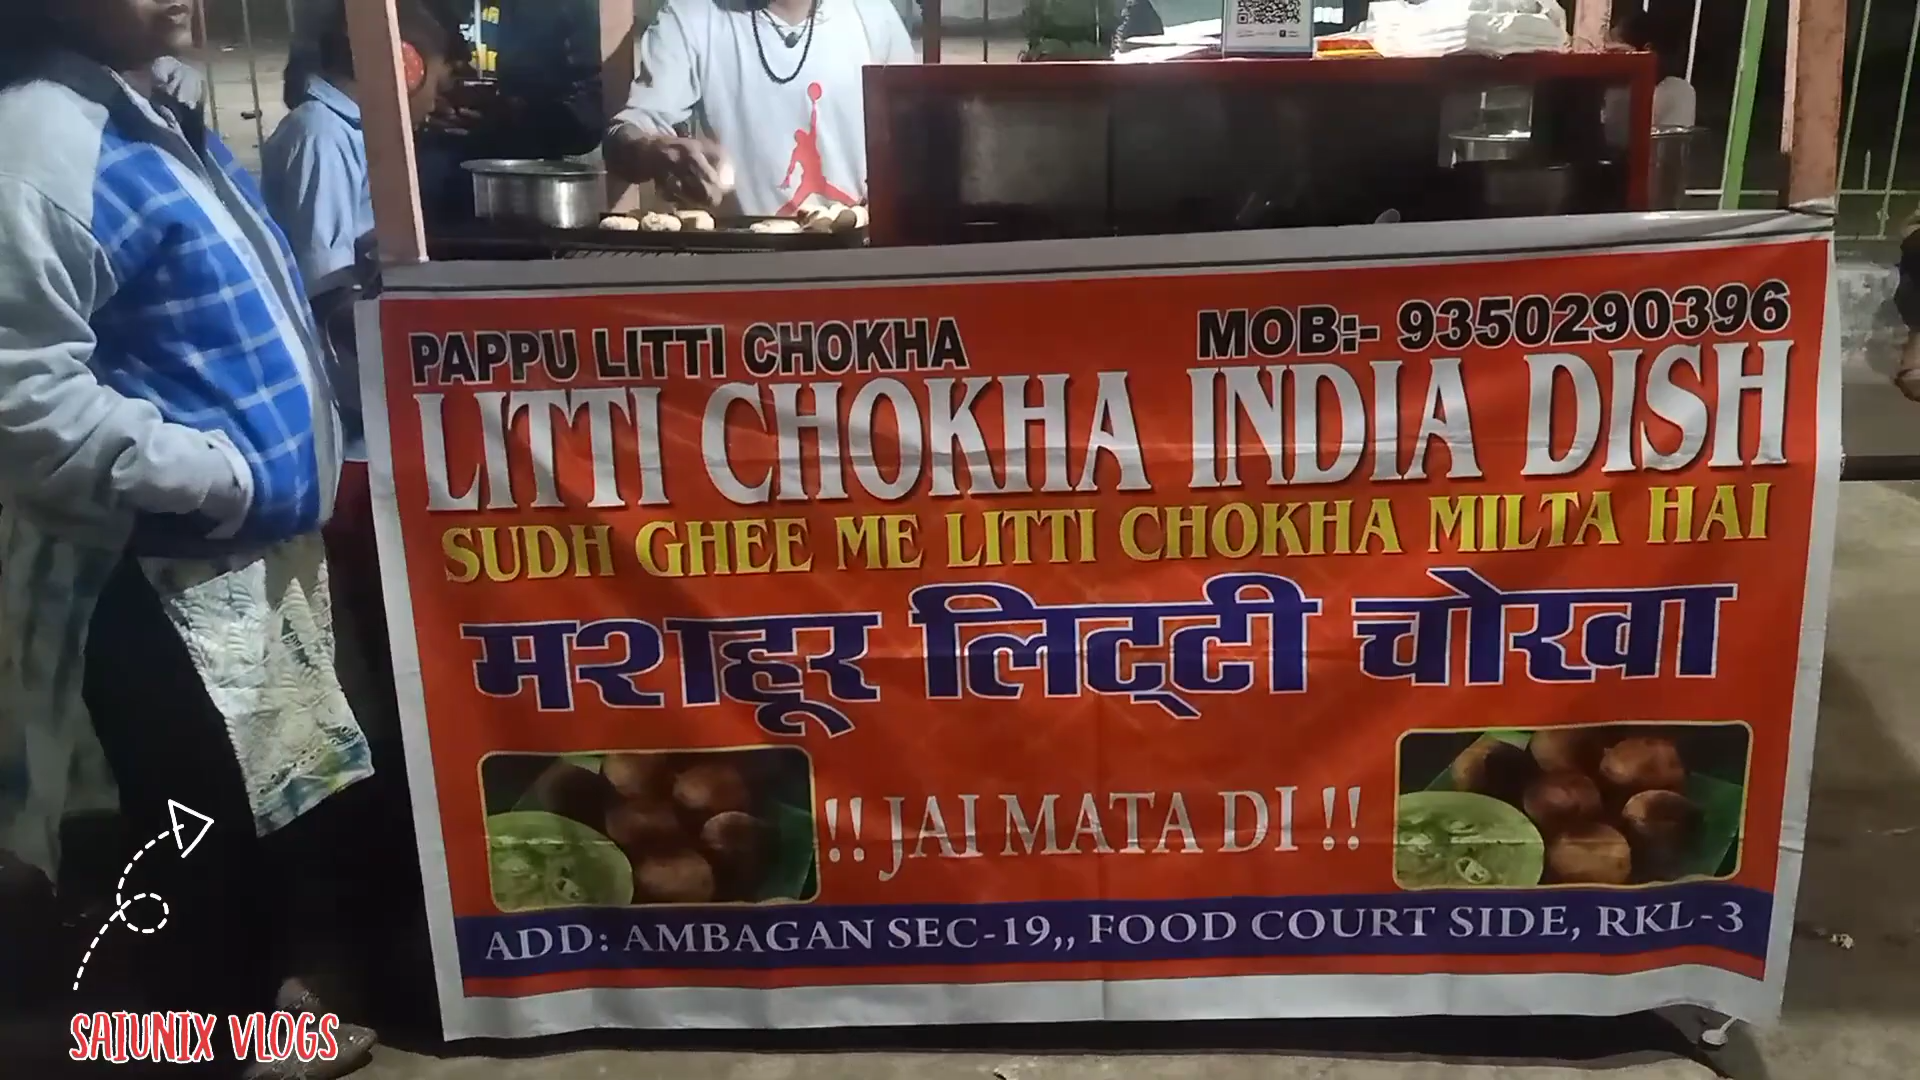 PAPPU LITTI CHOKHA
MOB:- 9350290396
LITTI CHOKHA INDIA DISH
SUDH GHEE ME LITTI CHOKHA MILTA HAI
मशहूर लिट्टी चोखा
!! JAI MATA DI !!
ADD: AMBAGAN SEC-19,, FOOD COURT SIDE, RKL-3
SAIUNIX VLOGS